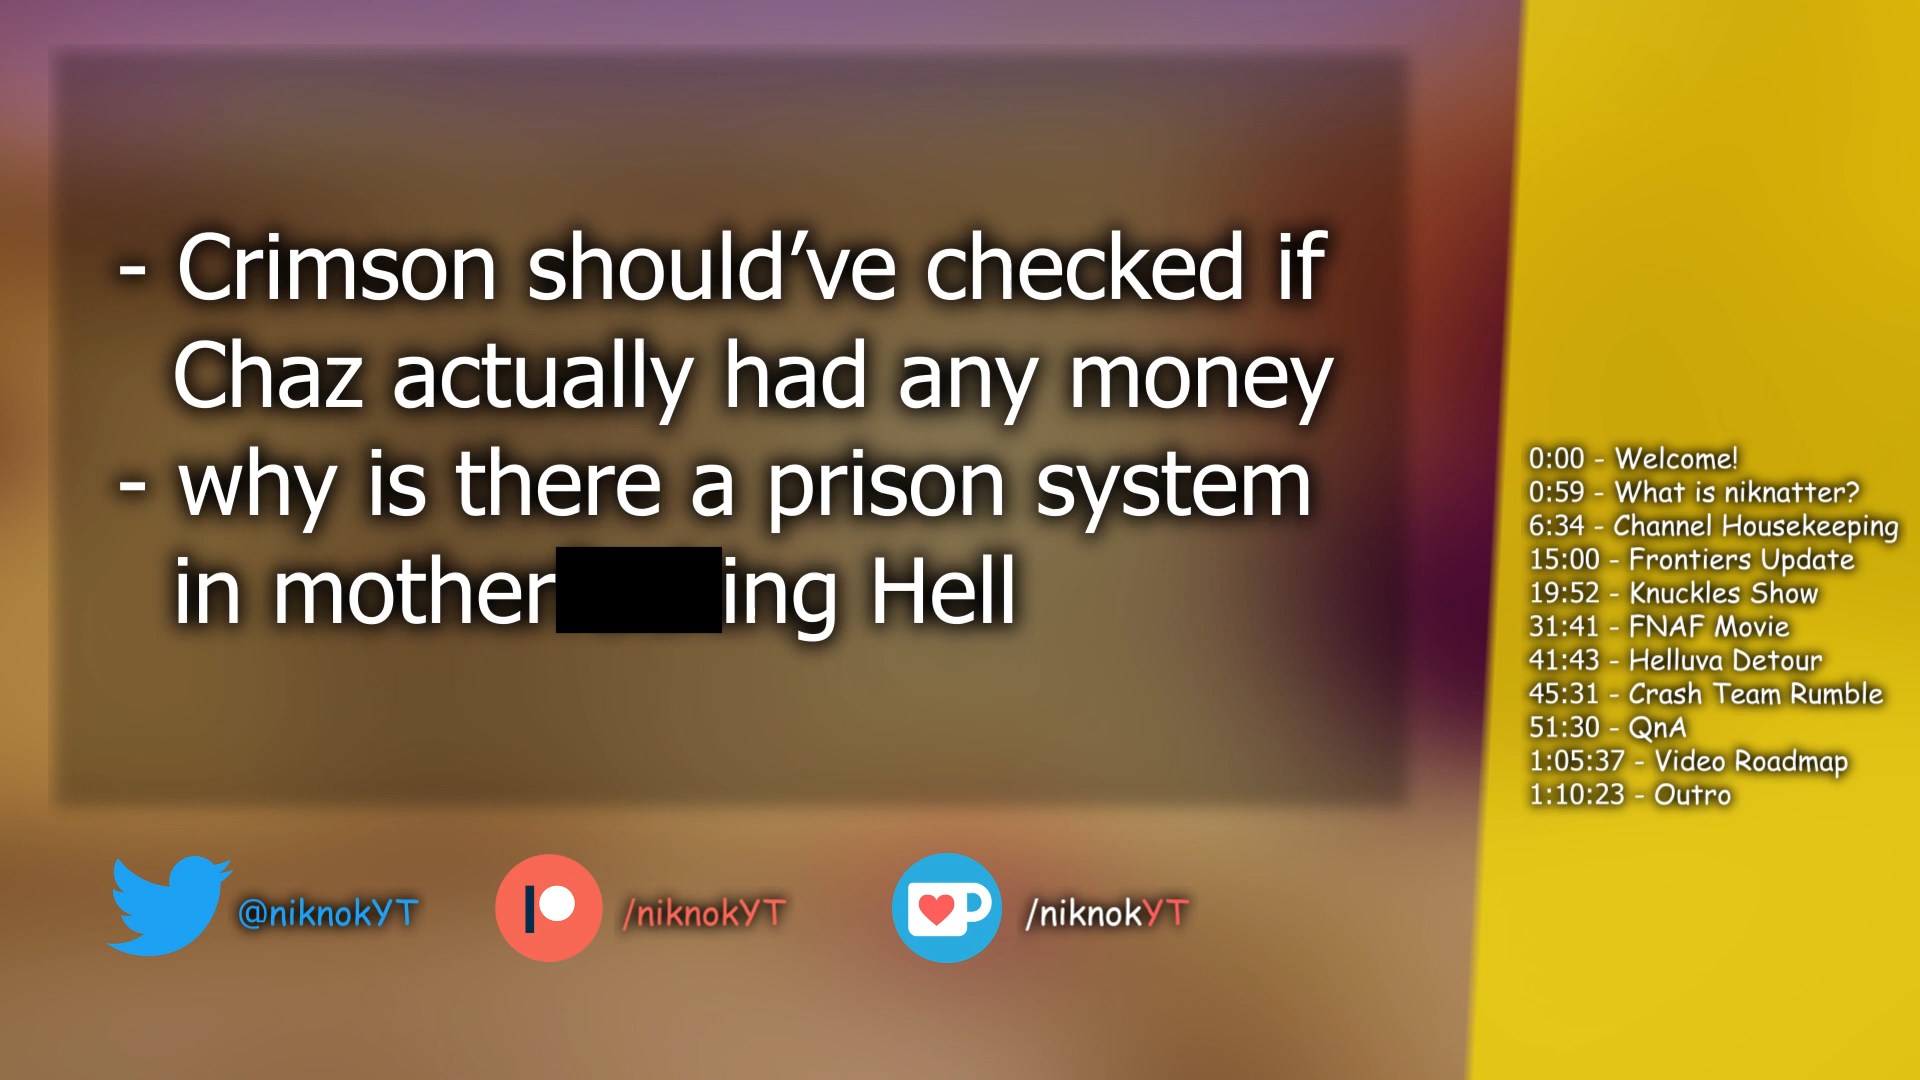 - Crimson should’ve checked if
Chaz actually had any money
- why is there a prison system
in mother ing Hell
0:00 - Welcome!
0:59 - What is niknatter?
6:34 - Channel Housekeeping
15:00 - Frontiers Update
19:52 - Knuckles Show
31:41 - FNAF Movie
41:43 - Helluva Detour
45:31 - Crash Team Rumble
51:30 - QnA
1:05:37 - Video Roadmap
1:10:23 - Outro
@niknokYT
/niknokYT
/niknokYT